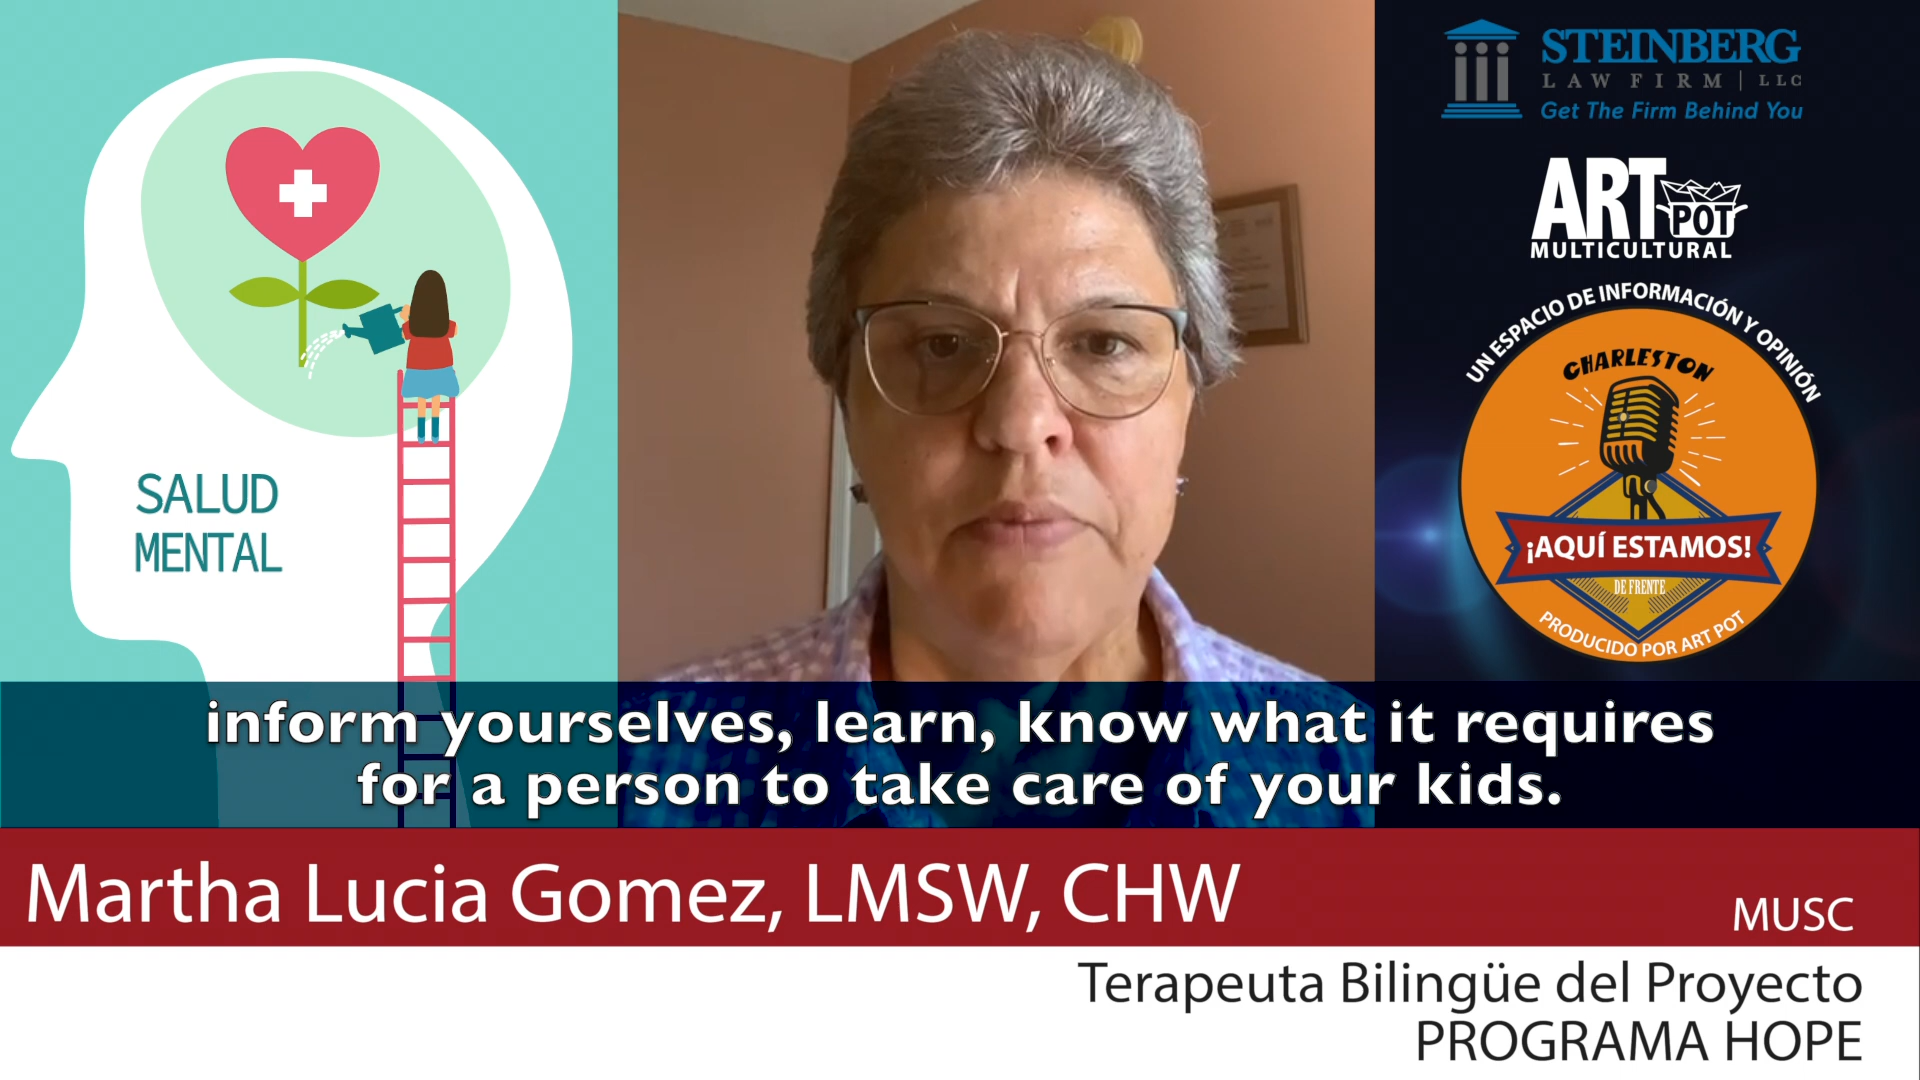 SALUD
MENTAL
STEINBERG
LAW FIRM | LLC
Get The Firm Behind You
ART
POT
MULTICULTURAL
UN ESPACIO DE INFORMACIÓN Y OPINIÓN
CHARLESTON
¡AQUÍ ESTAMOS!
DE FRENTE
PRODUCIDO POR ART POT
inform yourselves, learn, know what it requires
for a person to take care of your kids.
Martha Lucia Gomez, LMSW, CHW
MUSC
Terapeuta Bilingüe del Proyecto
PROGRAMA HOPE